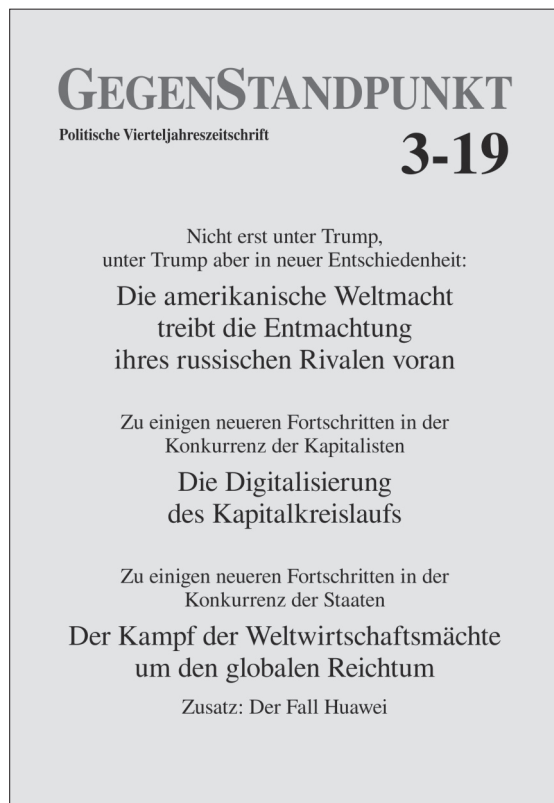 GEGENSTANDPUNKT
Politische Vierteljahreszeitschrift
3-19
Nicht erst unter Trump,
unter Trump aber in neuer Entschiedenheit:
Die amerikanische Weltmacht
treibt die Entmachtung
ihres russischen Rivalen voran
Zu einigen neueren Fortschritten in der
Konkurrenz der Kapitalisten
Die Digitalisierung
des Kapitalkreislaufs
Zu einigen neueren Fortschritten in der
Konkurrenz der Staaten
Der Kampf der Weltwirtschaftsmächte
um den globalen Reichtum
Zusatz: Der Fall Huawei